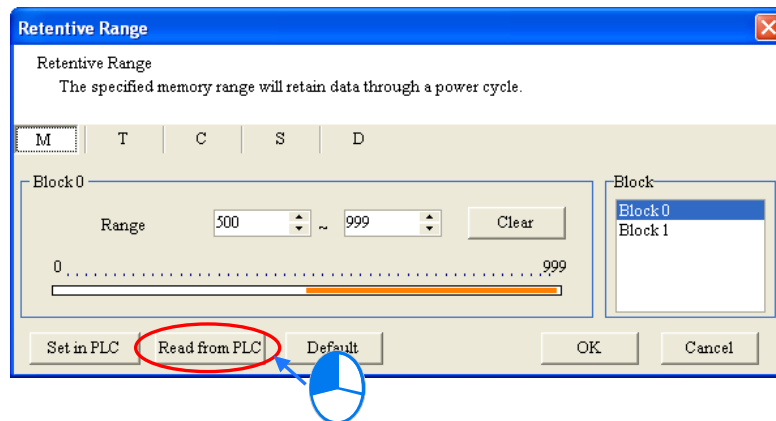 Retentive Range
Retentive Range
The specified memory range will retain data through a power cycle.
M T C S D
Block 0 Block
Range 500 ~ 999 Clear Block 0
Block 1
0 999
Set in PLC Read from PLC Default OK Cancel